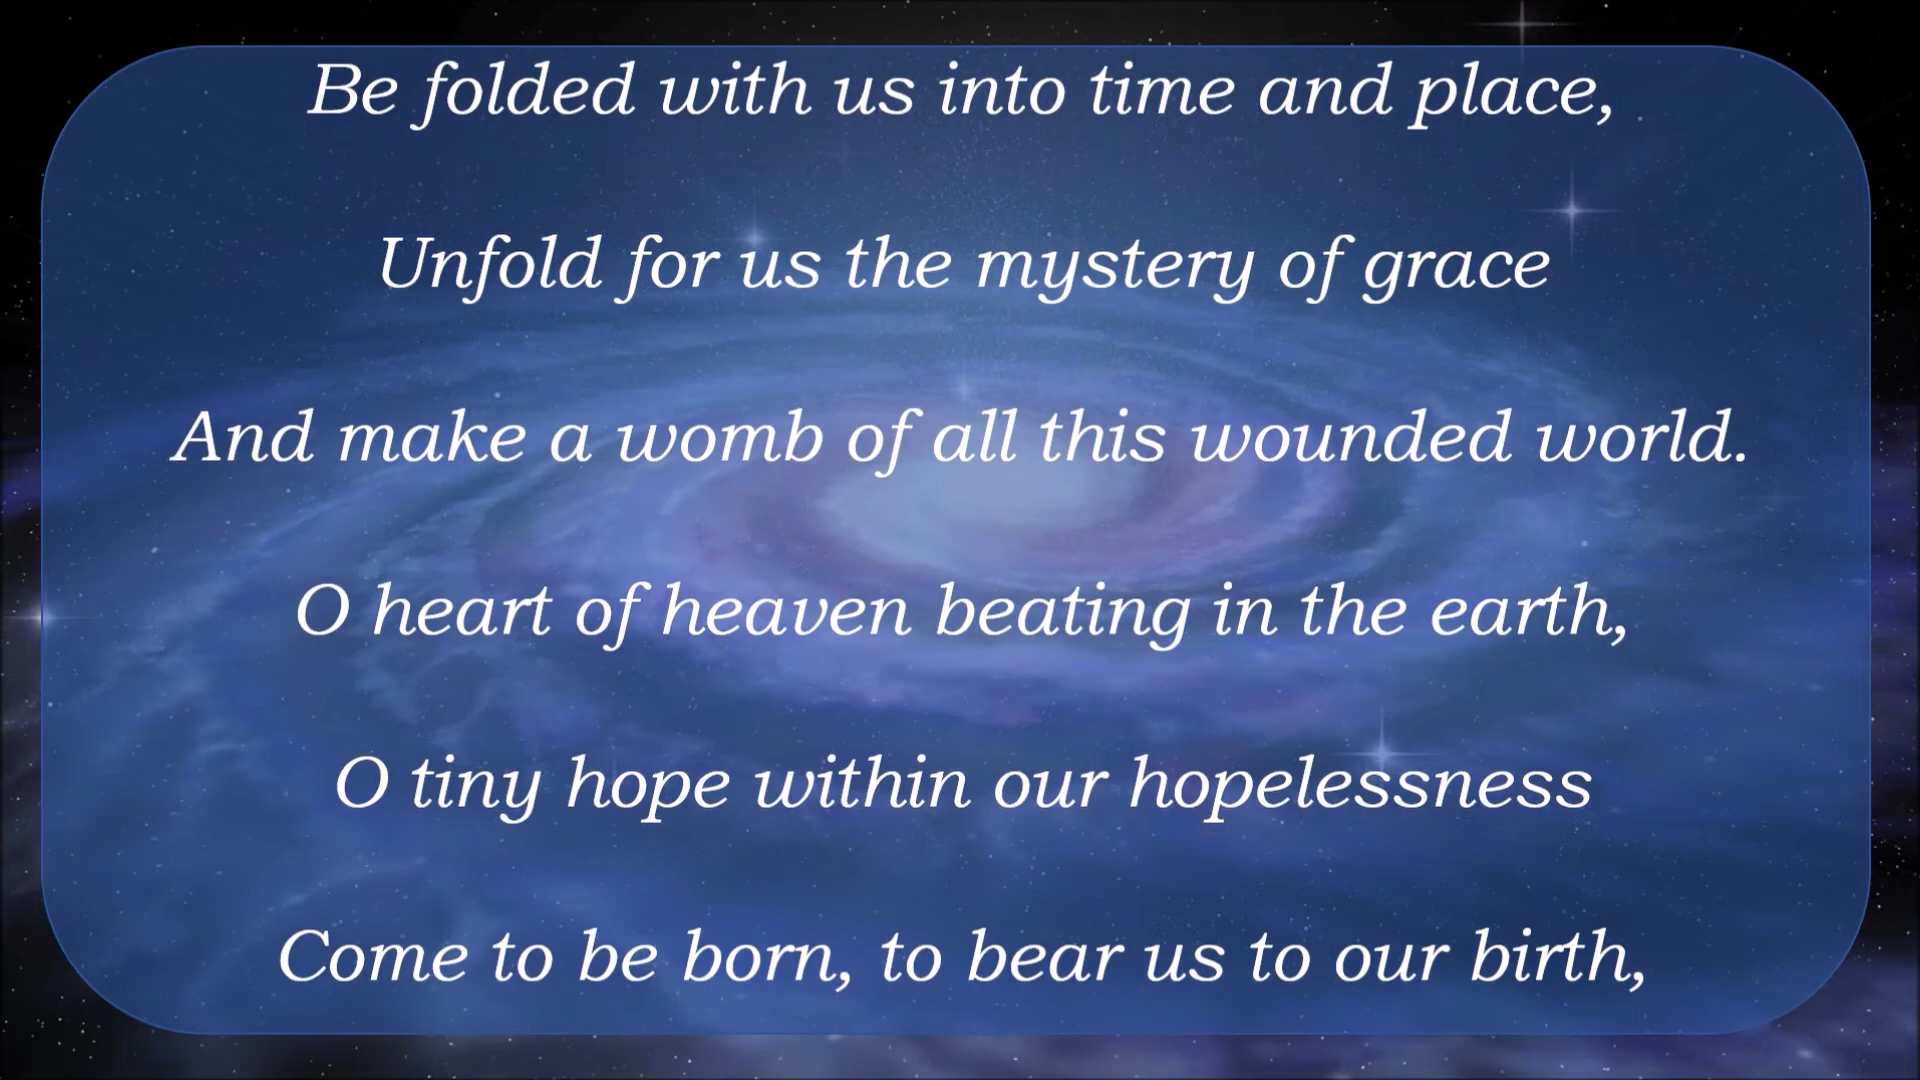 Be folded with us into time and place,
Unfold for us the mystery of grace
And make a womb of all this wounded world.
O heart of heaven beating in the earth,
O tiny hope within our hopelessness
Come to be born, to bear us to our birth,